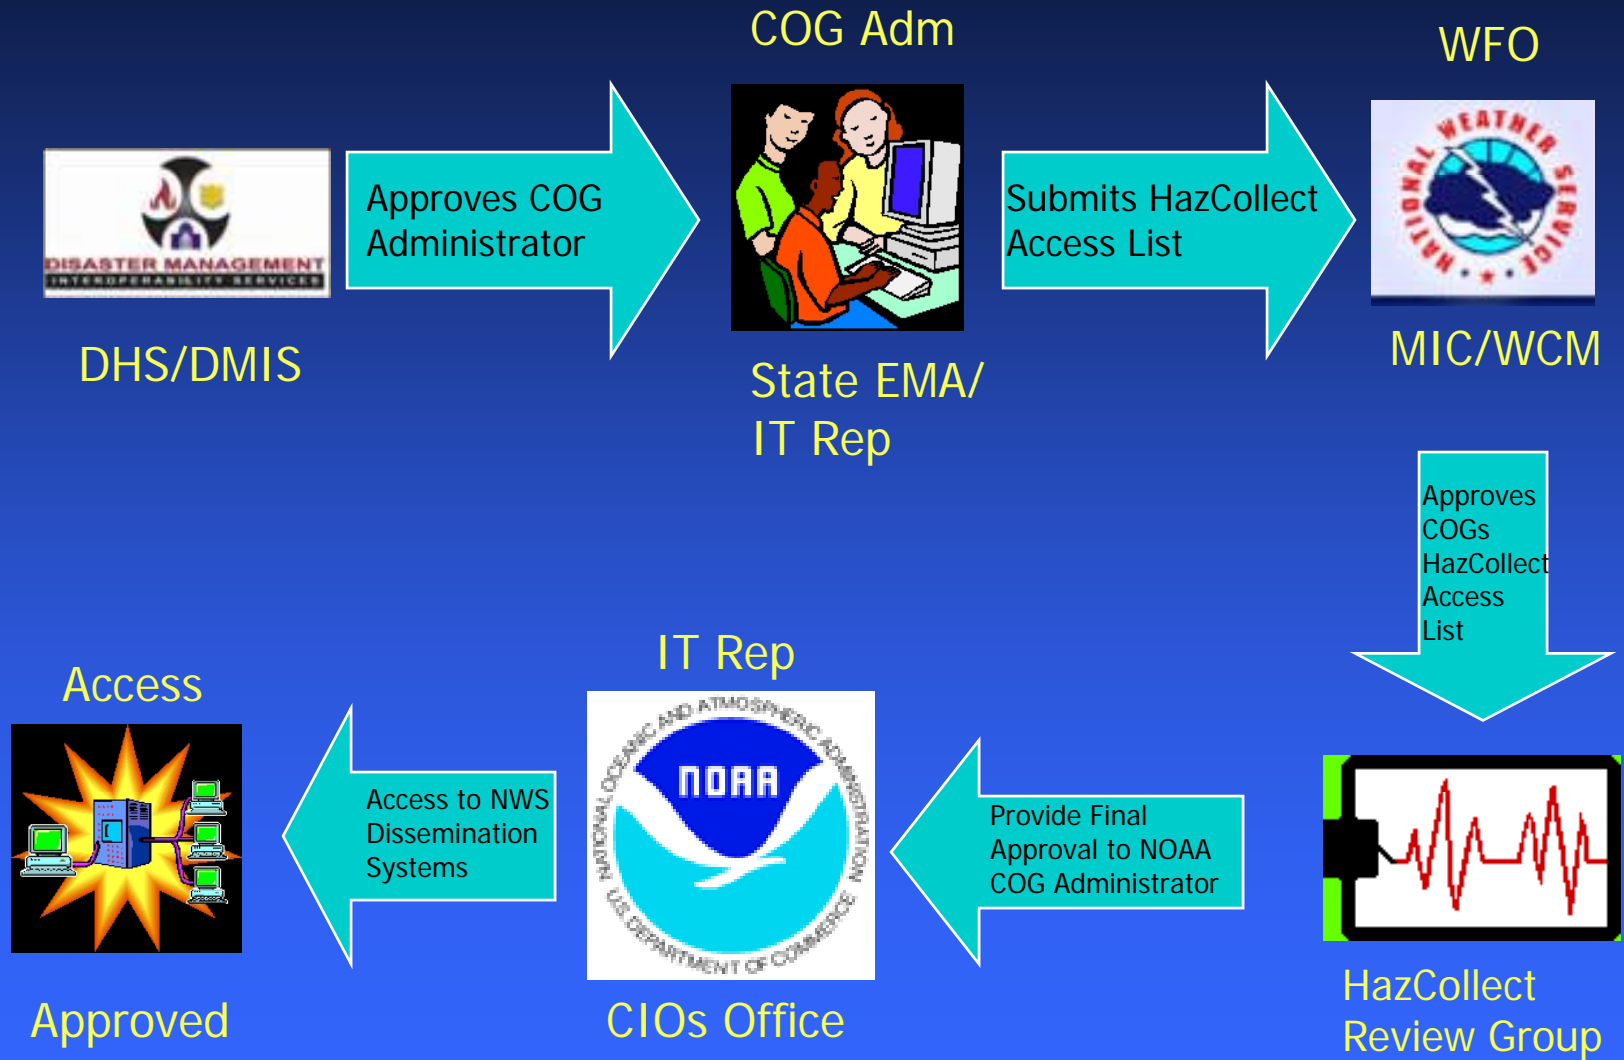 COG Adm
WFO
DISASTER MANAGEMENT
INTEROPERABILITY SERVICES
Approves COG
Administrator
Submits HazCollect
Access List
NATIONAL WEATHER SERVICE
DHS/DMIS
State EMA/
IT Rep
MIC/WCM
Approves
COGs
HazCollect
Access
List
IT Rep
Access
NATIONAL OCEANIC AND ATMOSPHERIC ADMINISTRATION
NOAA
U.S. DEPARTMENT OF COMMERCE
Access to NWS
Dissemination
Systems
Provide Final
Approval to NOAA
COG Administrator
Approved
CIOs Office
HazCollect
Review Group